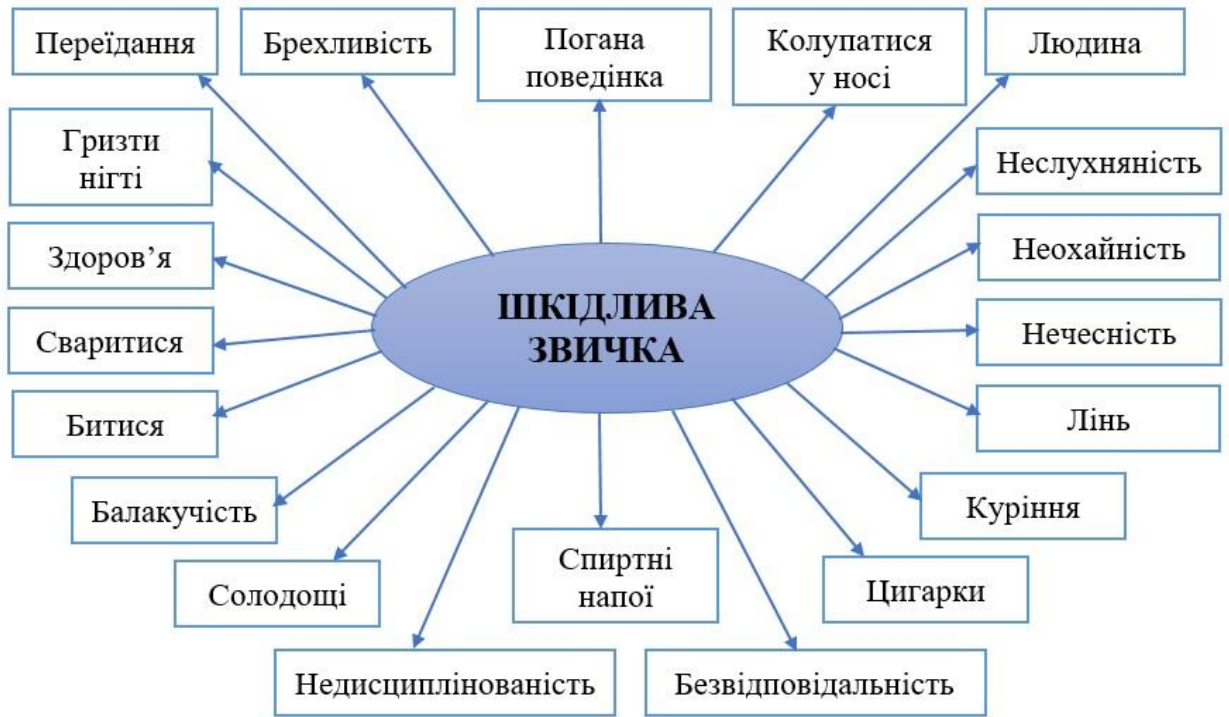 Переїдання
Брехливість
Погана
поведінка
Колупатися
у носі
Людина
Гризти
нігті
Неслухняність
Здоров’я
Неохайність
ШКІДЛИВА
ЗВИЧКА
Сваритися
Нечесність
Битися
Лінь
Балакучість
Куріння
Солодощі
Спиртні
напої
Цигарки
Недисциплінованість
Безвідповідальність